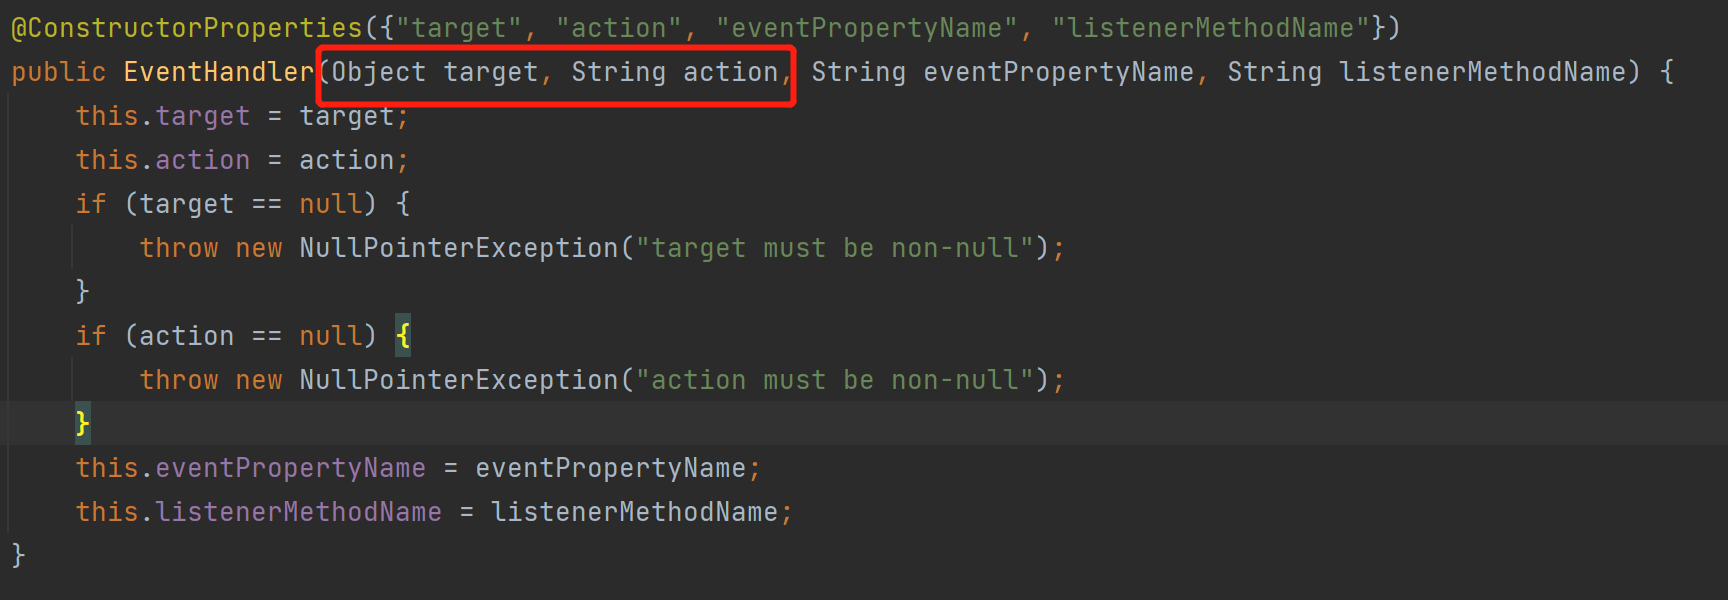 @ConstructorProperties({"target", "action", "eventPropertyName", "listenerMethodName"})
public EventHandler(Object target, String action, String eventPropertyName, String listenerMethodName) {
    this.target = target;
    this.action = action;
    if (target == null) {
        throw new NullPointerException("target must be non-null");
    }
    if (action == null) {
        throw new NullPointerException("action must be non-null");
    }
    this.eventPropertyName = eventPropertyName;
    this.listenerMethodName = listenerMethodName;
}